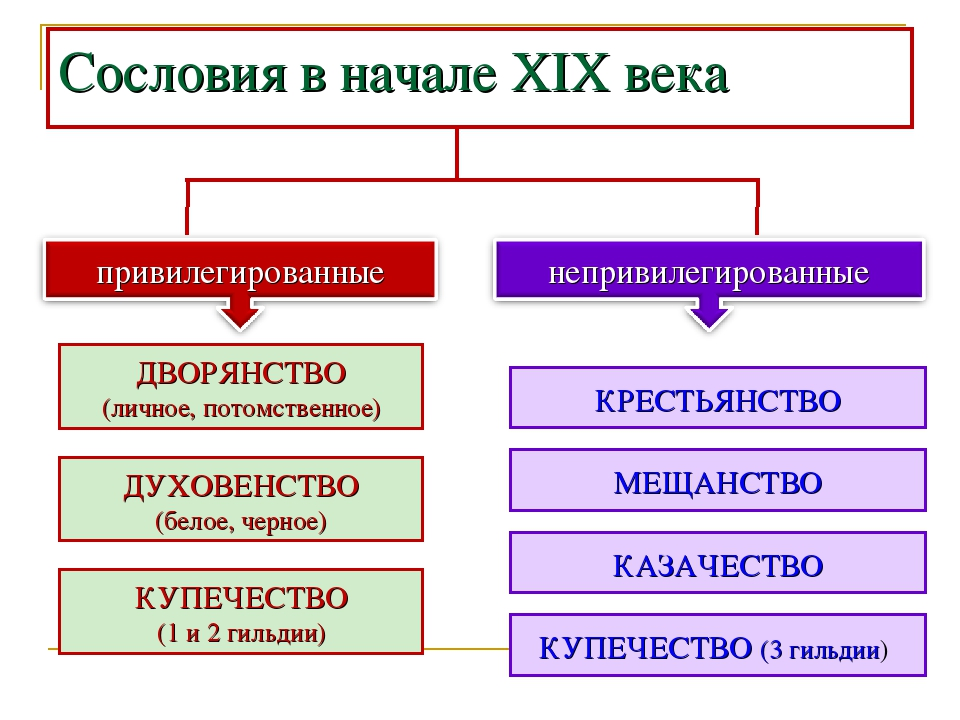 Сословия в начале XIX века
привилегированные
ДВОРЯНСТВО
(личное, потомственное)
ДУХОВЕНСТВО
(белое, черное)
КУПЕЧЕСТВО
(1 и 2 гильдии)
непривилегированные
КРЕСТЬЯНСТВО
МЕЩАНСТВО
КАЗАЧЕСТВО
КУПЕЧЕСТВО (3 гильдии)